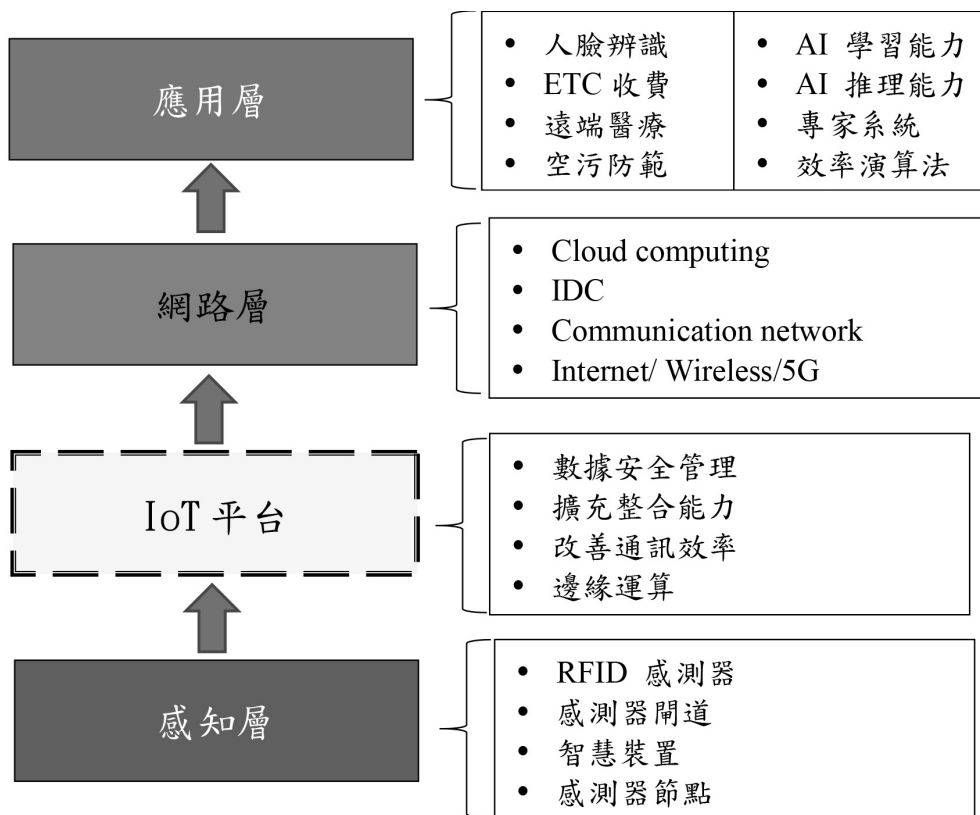 應用層
• 人臉辨識
• ETC 收費
• 遠端醫療
• 空污防範
• AI 學習能力
• AI 推理能力
• 專家系統
• 效率演算法
網路層
• Cloud computing
• IDC
• Communication network
• Internet/ Wireless/5G
IoT 平台
• 數據安全管理
• 擴充整合能力
• 改善通訊效率
• 邊緣運算
感知層
• RFID 感測器
• 感測器閘道
• 智慧裝置
• 感測器節點